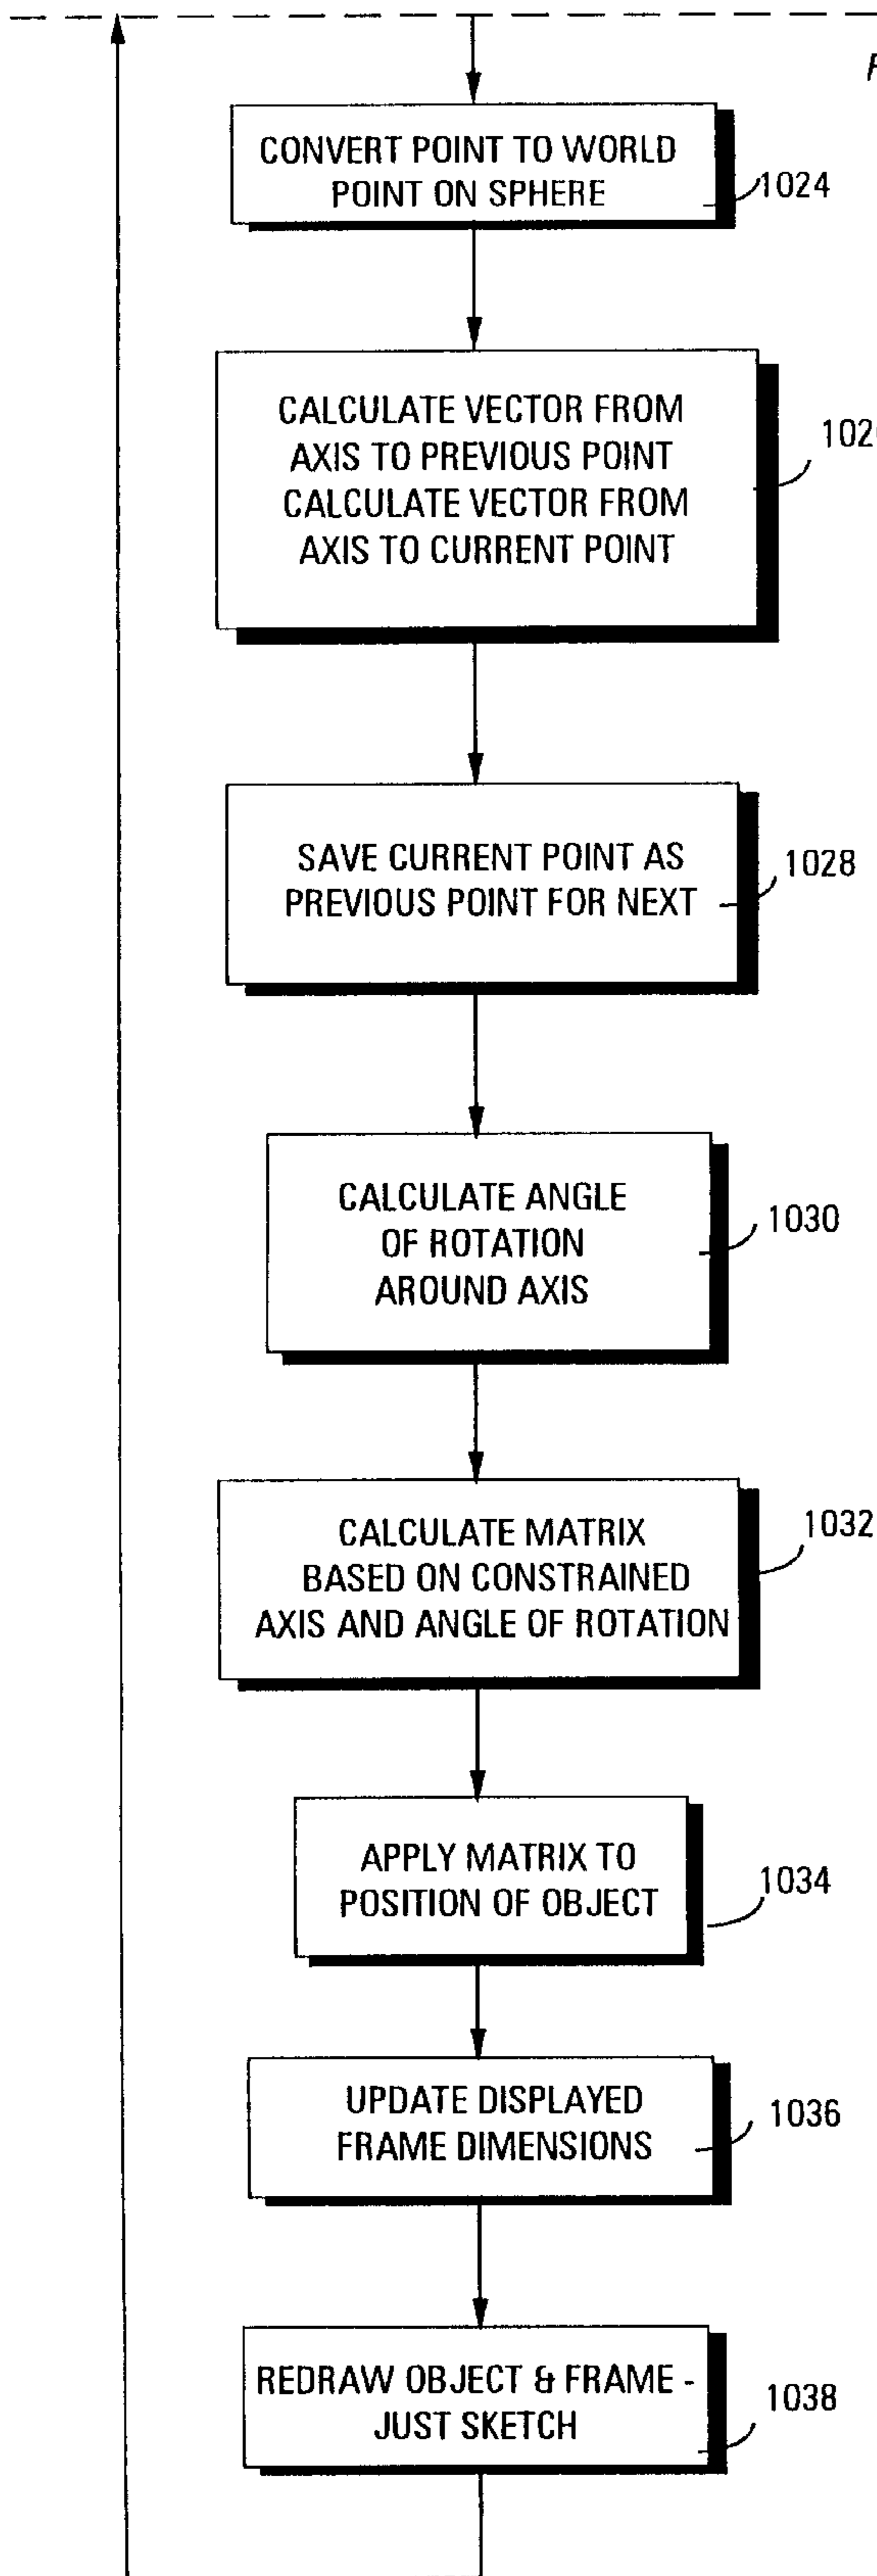 CONVERT POINT TO WORLD
POINT ON SPHERE
1024
CALCULATE VECTOR FROM
AXIS TO PREVIOUS POINT
CALCULATE VECTOR FROM
AXIS TO CURRENT POINT
SAVE CURRENT POINT AS
PREVIOUS POINT FOR NEXT
1028
CALCULATE ANGLE
OF ROTATION
AROUND AXIS
1030
CALCULATE MATRIX
BASED ON CONSTRAINED
AXIS AND ANGLE OF ROTATION
1032
APPLY MATRIX TO
POSITION OF OBJECT
1034
UPDATE DISPLAYED
FRAME DIMENSIONS
1036
REDRAW OBJECT & FRAME -
JUST SKETCH
1038